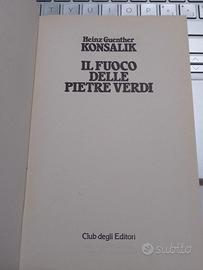 Heinz Guenther
KONSALIK
IL FUOCO
DELLE
PIETRE VERDI
Club degli Editori
subito